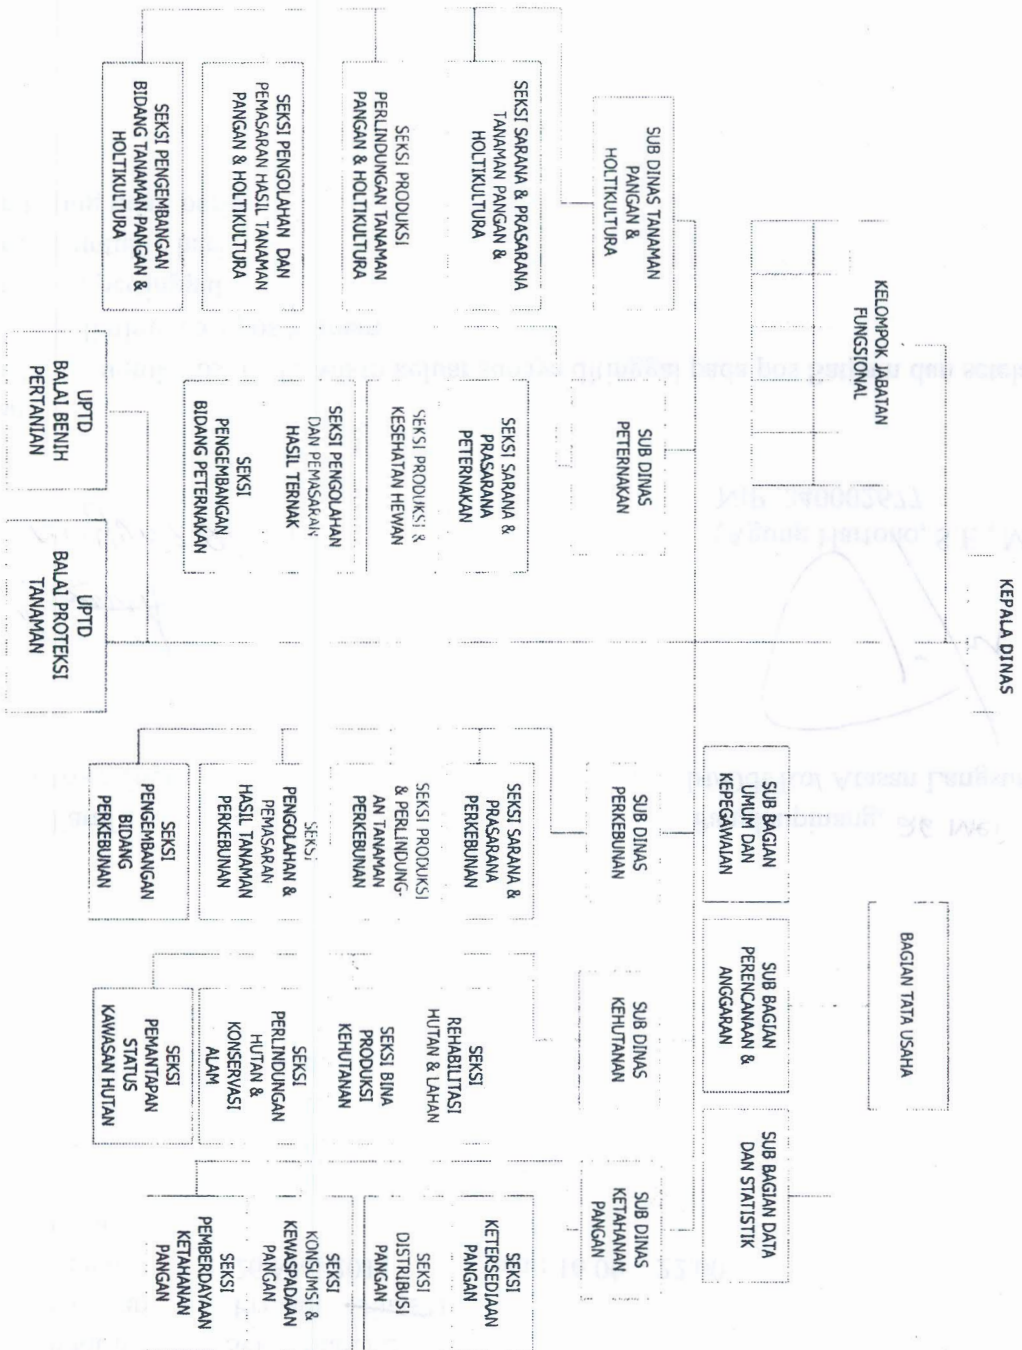 KEPALA DINAS
KELOMPOK JABATAN
FUNGSIONAL
BAGIAN TATA USAHA
SUB BAGIAN
UMUM DAN
KEPEGAWAIAN
SUB BAGIAN
PERENCANAAN &
ANGGARAN
SUB BAGIAN DATA
DAN STATISTIK
SUB DINAS TANAMAN
PANGAN &
HOLTIKULTURA
SUB DINAS
PETERNAKAN
SUB DINAS
PERKEBUNAN
SUB DINAS
KEHUTANAN
SUB DINAS
KETAHANAN
PANGAN
SEKSI SARANA & PRASARANA
TANAMAN PANGAN &
HOLTIKULTURA
SEKSI PRODUKSI
PERLINDUNGAN TANAMAN
PANGAN & HOLTIKULTURA
SEKSI PENGOLAHAN DAN
PEMASARAN HASIL TANAMAN
PANGAN & HOLTIKULTURA
SEKSI PENGEMBANGAN
BIDANG TANAMAN PANGAN &
HOLTIKULTURA
SEKSI SARANA &
PRASARANA
PETERNAKAN
SEKSI PRODUKSI &
KESEHATAN HEWAN
SEKSI PENGOLAHAN
DAN PEMASARAN
HASIL TERNAK
SEKSI
PENGEMBANGAN
BIDANG PETERNAKAN
SEKSI SARANA &
PRASARANA
PERKEBUNAN
SEKSI PRODUKSI
& PERLINDUNG-
AN TANAMAN
PERKEBUNAN
SEKSI
PENGOLAHAN &
PEMASARAN
HASIL TANAMAN
PERKEBUNAN
SEKSI
PENGEMBANGAN
BIDANG
PERKEBUNAN
SEKSI
REHABILITASI
HUTAN & LAHAN
SEKSI BINA
PRODUKSI
KEHUTANAN
SEKSI
PERLINDUNGAN
HUTAN &
KONSERVASI
ALAM
SEKSI
PEMANTAPAN
STATUS
KAWASAN HUTAN
SEKSI
KETERSEDIAAN
PANGAN
SEKSI
DISTRIBUSI
PANGAN
SEKSI
KONSUMSI &
KEWASPADAAN
PANGAN
SEKSI
PEMBERDAYAAN
KETAHANAN
PANGAN
UPTD
BALAI BENIH
PERTANIAN
UPTD
BALAI PROTEKSI
TANAMAN